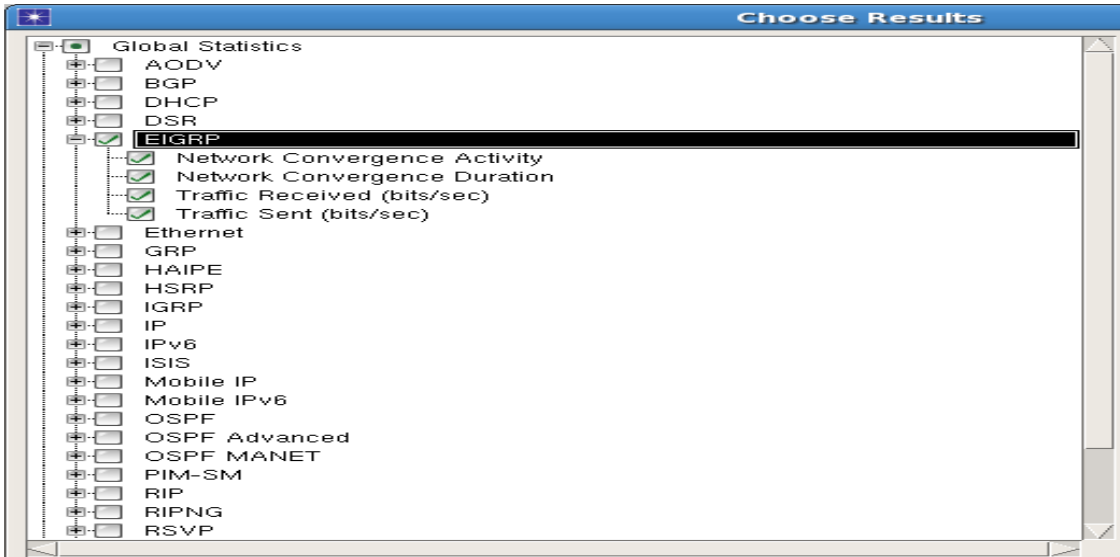 Choose Results
Global Statistics
AODV
BGP
DHCP
DSR
EIGRP
Network Convergence Activity
Network Convergence Duration
Traffic Received (bits/sec)
Traffic Sent (bits/sec)
Ethernet
GRP
HAIPE
HSRP
IGRP
IP
IPv6
ISIS
Mobile IP
Mobile IPv6
OSPF
OSPF Advanced
OSPF MANET
PIM-SM
RIP
RIPNG
RSVP